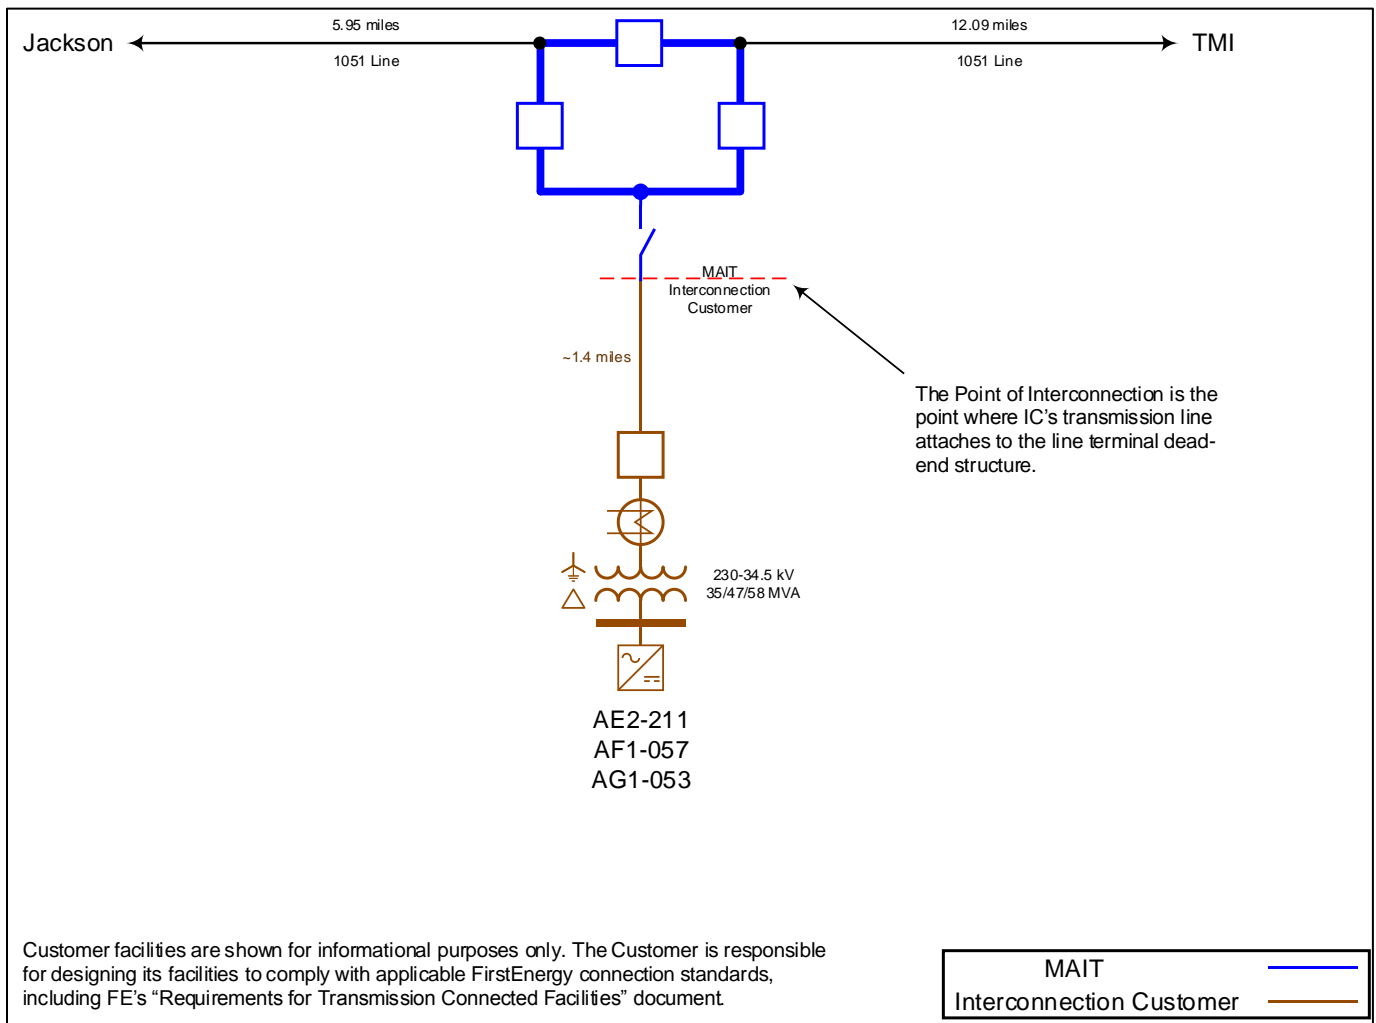 5.95 miles
12.09 miles
Jackson
TMI
1051 Line
1051 Line
MAIT
Interconnection
Customer
~1.4 miles
The Point of Interconnection is the
point where IC's transmission line
attaches to the line terminal dead-
end structure.
230-34.5 kV
35/47/58 MVA
AE2-211
AF1-057
AG1-053
Customer facilities are shown for informational purposes only. The Customer is responsible
for designing its facilities to comply with applicable FirstEnergy connection standards,
including FE's “Requirements for Transmission Connected Facilities” document.
MAIT
Interconnection Customer